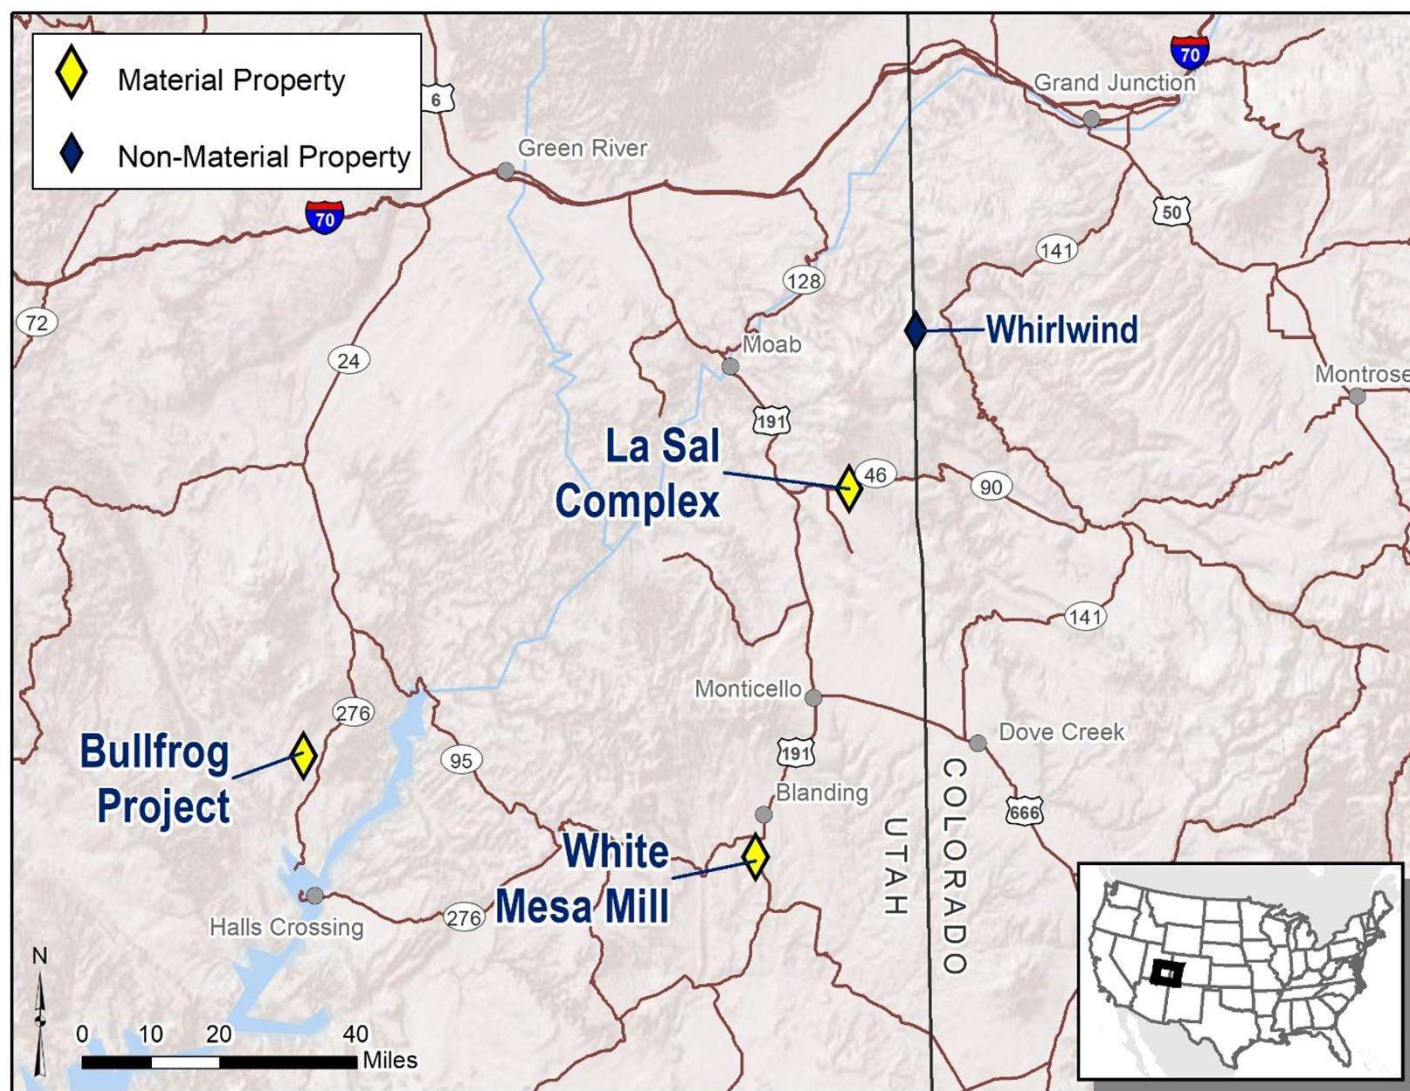 Material Property
Non-Material Property
6
70
Grand Junction
Green River
70
50
141
128
72
24
Moab
Whirlwind
Montrose
191
La Sal
Complex
46
90
141
Monticello
276
Dove Creek
Bullfrog
Project
95
191
Blanding
666
UTAH
COLORADO
White
Mesa Mill
276
Halls Crossing
N
0 10 20 40
Miles